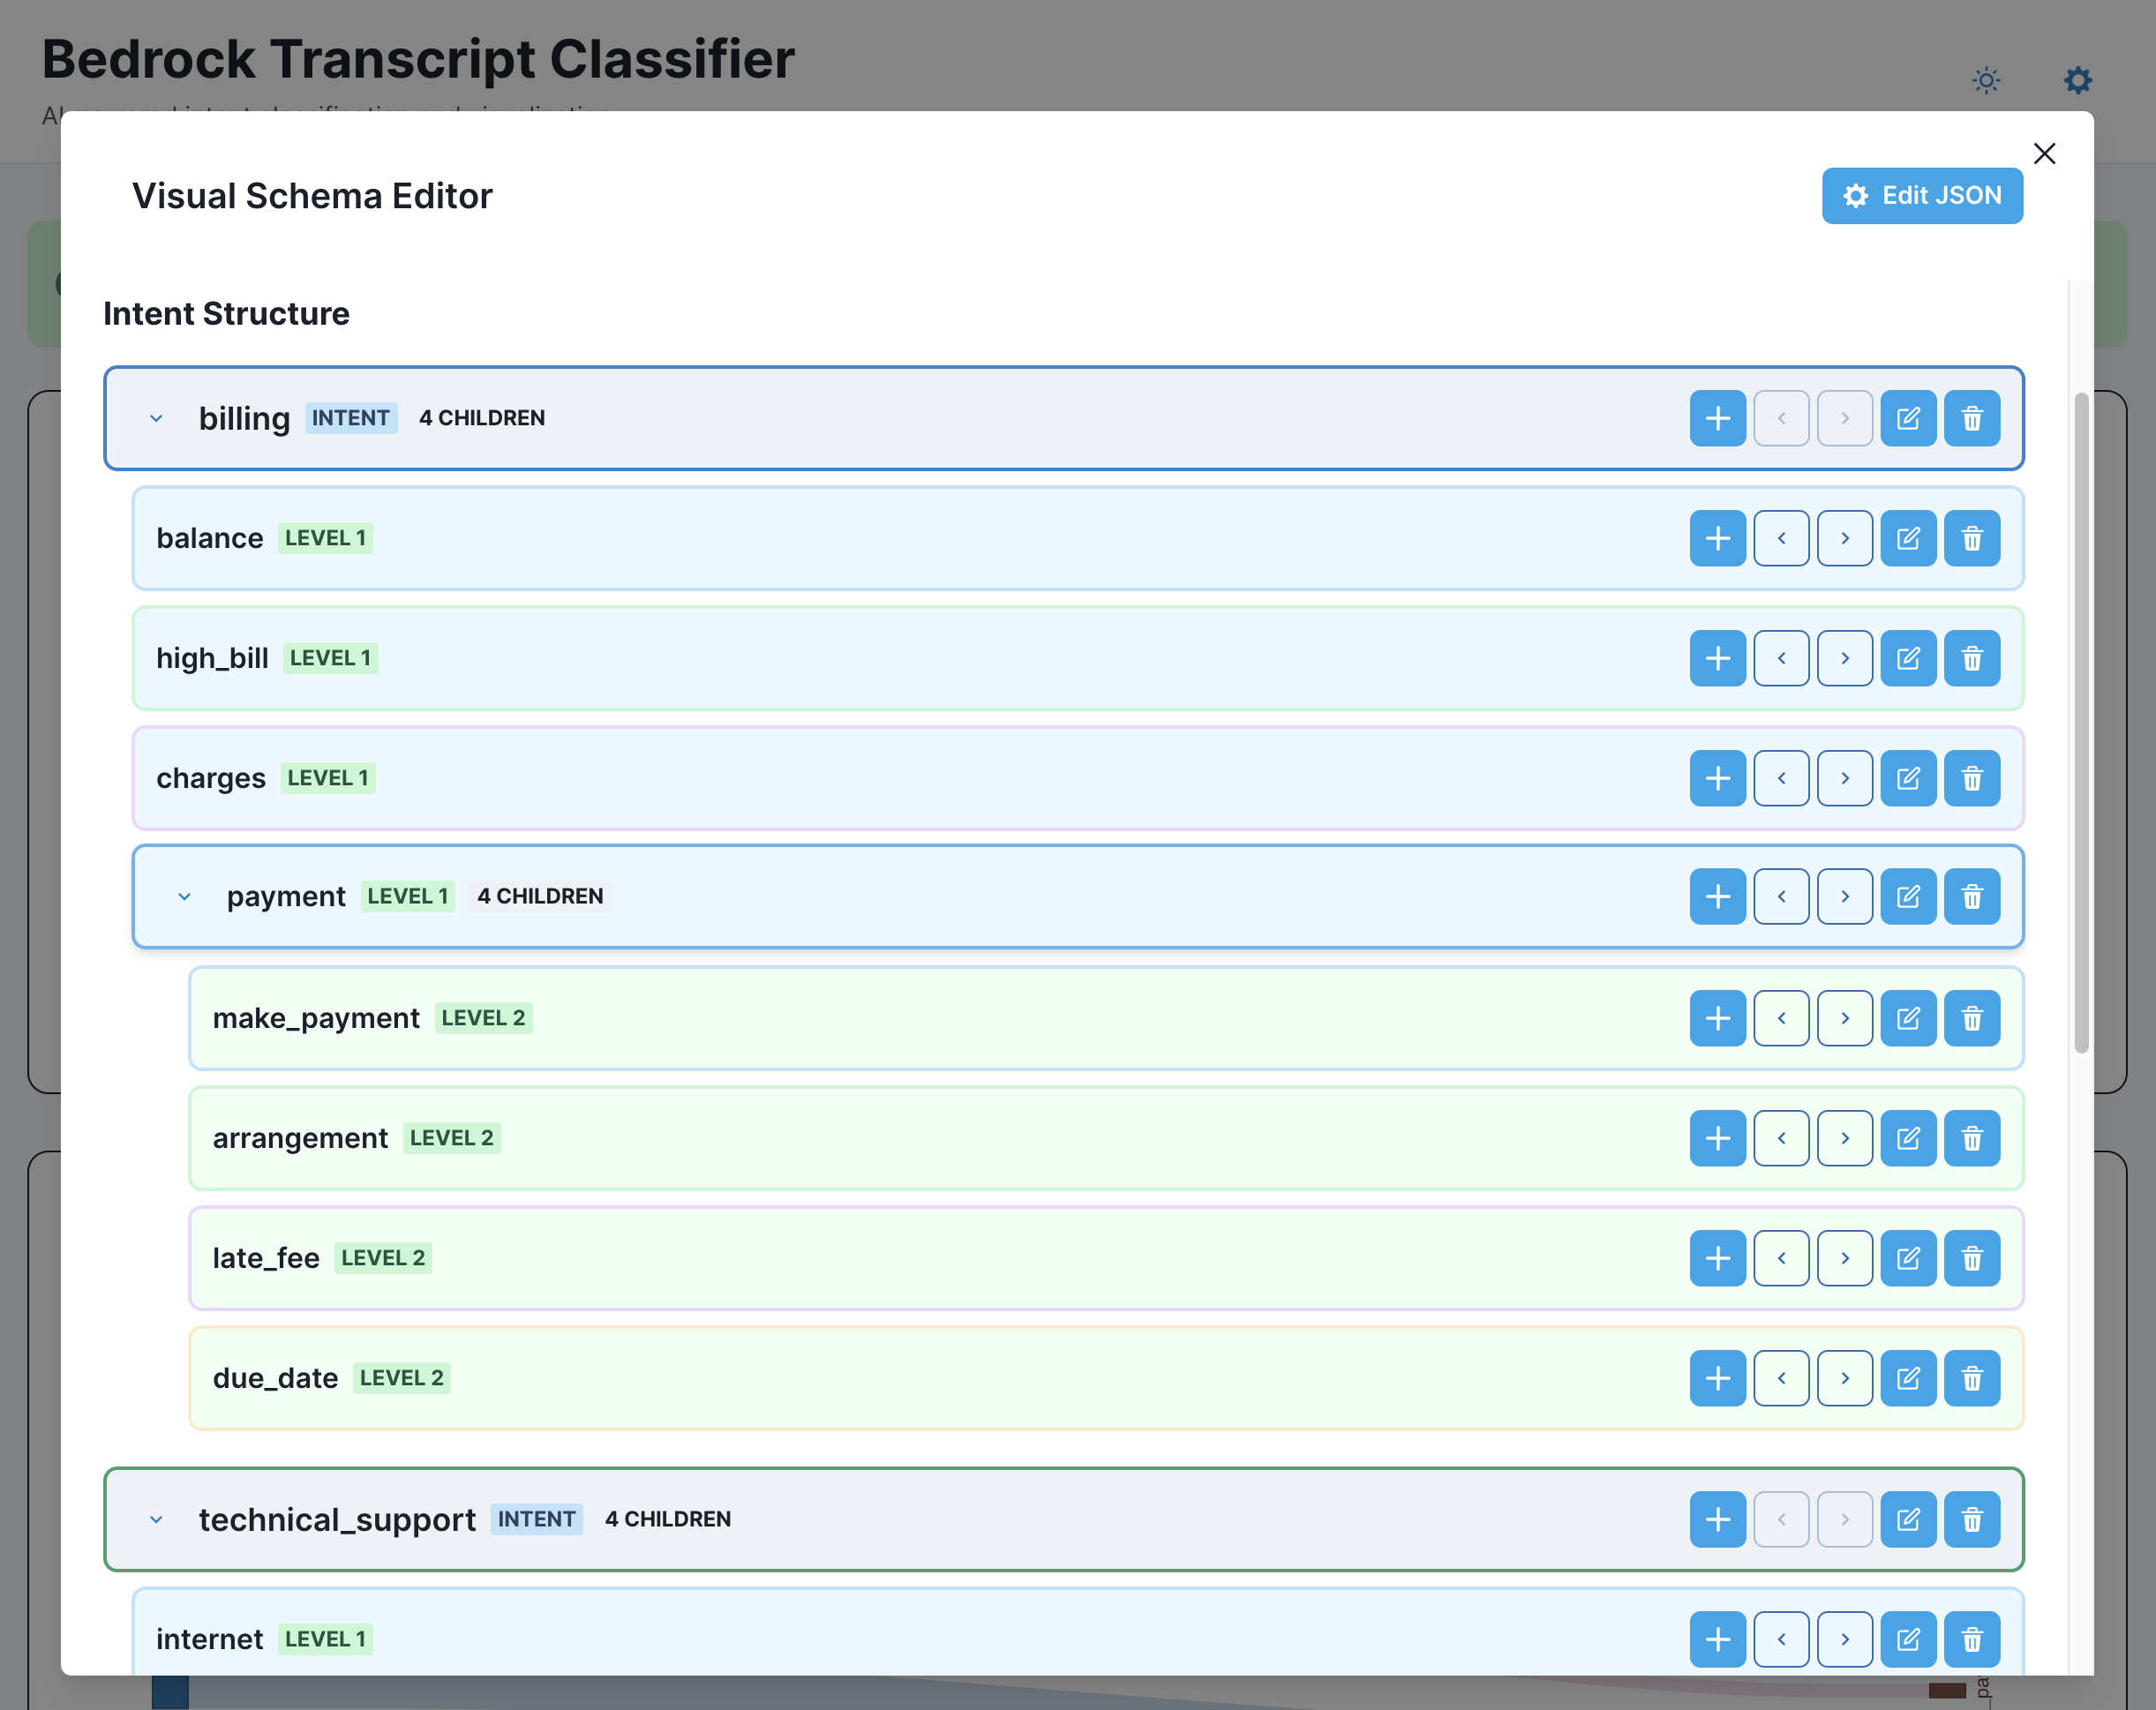 Bedrock Transcript Classifier
Visual Schema Editor
Edit JSON
Intent Structure
billing INTENT 4 CHILDREN
balance LEVEL 1
high_bill LEVEL 1
charges LEVEL 1
payment LEVEL 1 4 CHILDREN
make_payment LEVEL 2
arrangement LEVEL 2
late_fee LEVEL 2
due_date LEVEL 2
technical_support INTENT 4 CHILDREN
internet LEVEL 1